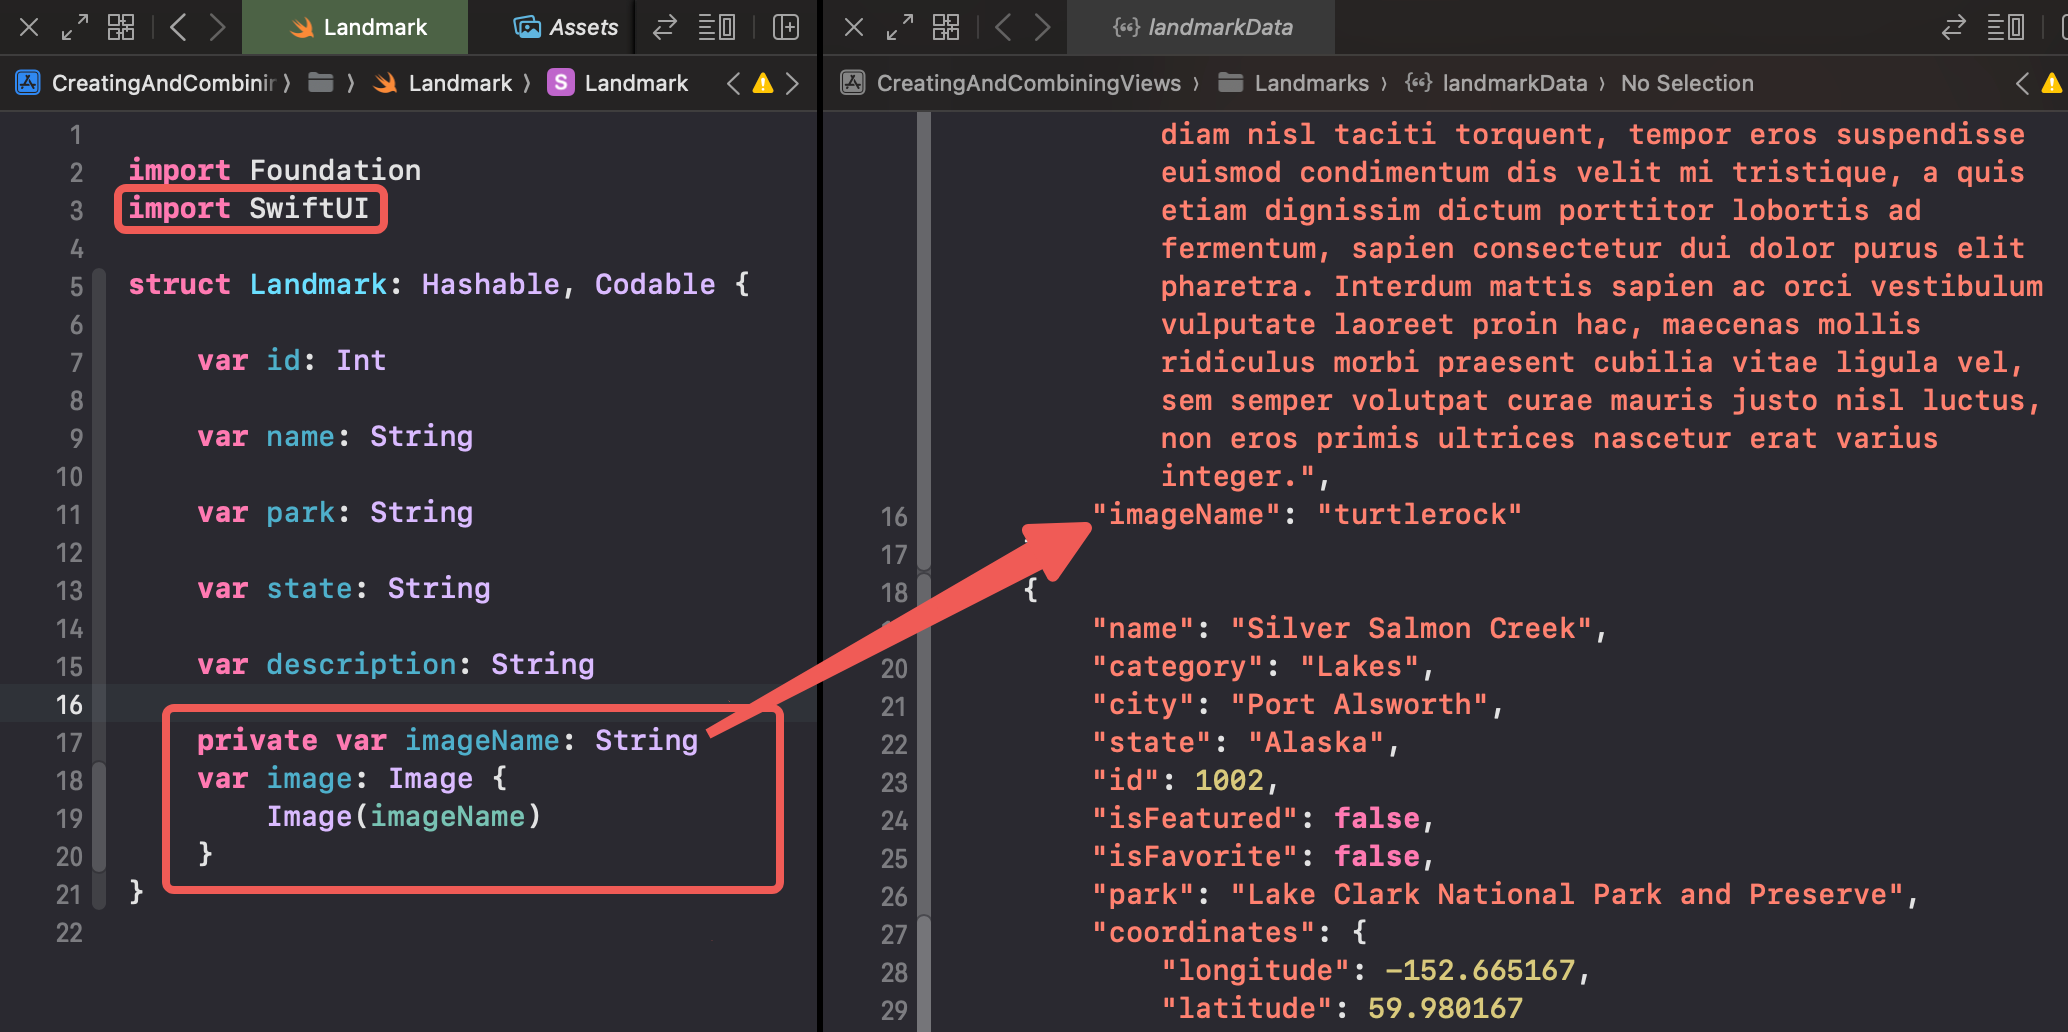 Landmark
Assets
CreatingAndCombinin
Landmark
S Landmark
1
2 import Foundation
3 import SwiftUI
4
5 struct Landmark: Hashable, Codable {
6
7 var id: Int
8
9 var name: String
10
11 var park: String
12
13 var state: String
14
15 var description: String
16
17 private var imageName: String
18 var image: Image {
19 Image(imageName)
20 }
21 }
22
landmarkData
CreatingAndCombiningViews › Landmarks › landmarkData › No Selection
diam nisl taciti torquent, tempor eros suspendisse
euismod condimentum dis velit mi tristique, a quis
etiam dignissim dictum porttitor lobortis ad
fermentum, sapien consectetur dui dolor purus elit
pharetra. Interdum mattis sapien ac orci vestibulum
vulputate laoreet proin hac, maecenas mollis
ridiculus morbi praesent cubilia vitae ligula vel,
sem semper volutpat curae mauris justo nisl luctus,
non eros primis ultrices nascetur erat varius
integer.",
16 "imageName": "turtlerock"
17
18 {
"name": "Silver Salmon Creek",
20 "category": "Lakes",
21 "city": "Port Alsworth",
22 "state": "Alaska",
23 "id": 1002,
24 "isFeatured": false,
25 "isFavorite": false,
26 "park": "Lake Clark National Park and Preserve",
27 "coordinates": {
28 "longitude": -152.665167,
29 "latitude": 59.980167